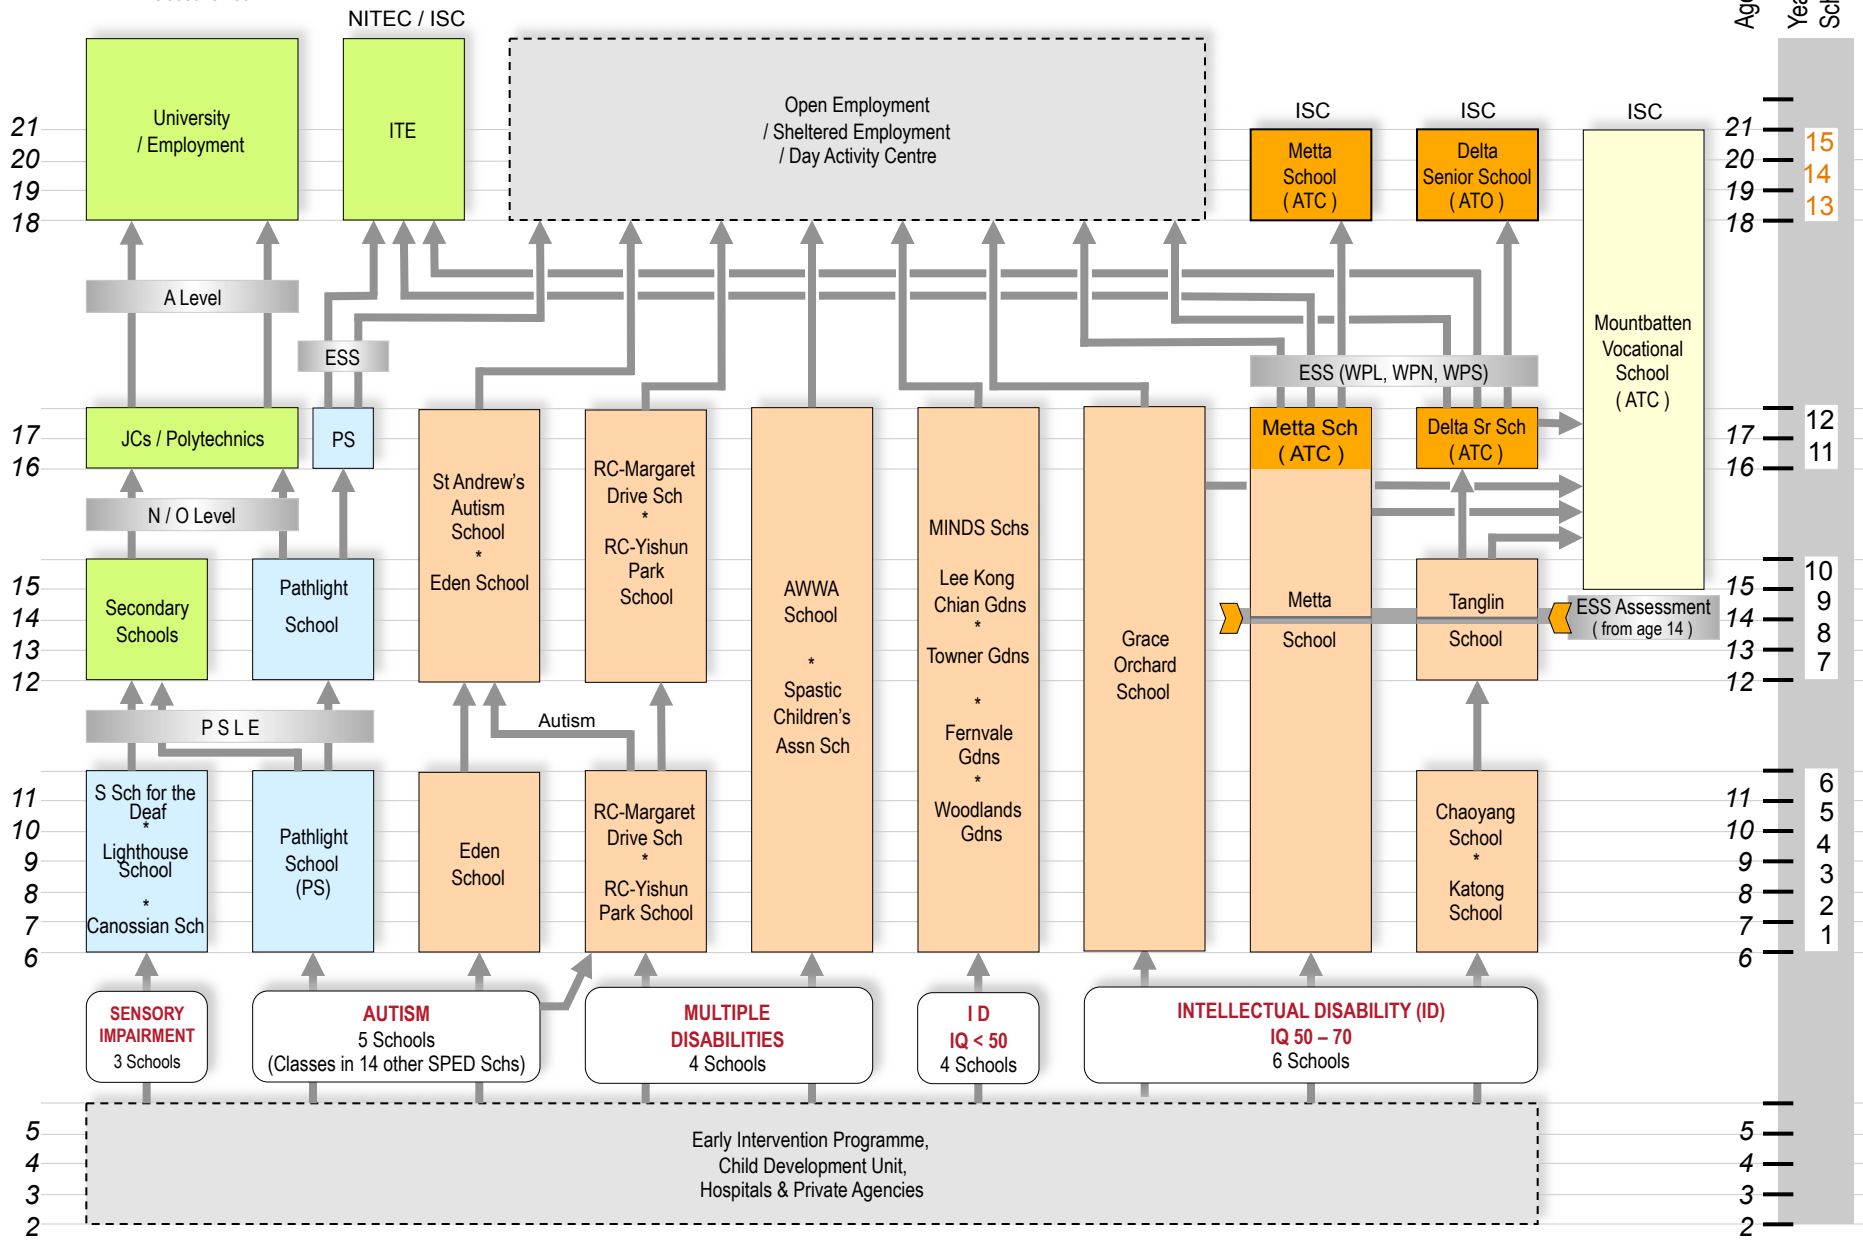 NITEC / ISC
Age
Yea
Sch
University
/ Employment
ITE
Open Employment
/ Sheltered Employment
/ Day Activity Centre
ISC
Metta
School
( ATC )
ISC
Delta
Senior School
( ATO )
ISC
21
20
19
18
21
20
19
18
15
14
13
A Level
ESS
ESS (WPL, WPN, WPS)
Mountbatten
Vocational
School
( ATC )
JCs / Polytechnics
PS
Metta Sch
( ATC )
Delta Sr Sch
( ATC )
17
16
17
16
12
11
N / O Level
St Andrew's
Autism
School
*
Eden School
RC-Margaret
Drive Sch
*
RC-Yishun
Park
School
AWWA
School
*
Spastic
Children's
Assn Sch
MINDS Schs
Lee Kong
Chian Gdns
*
Towner Gdns
*
Fernvale
Gdns
*
Woodlands
Gdns
Grace
Orchard
School
Metta
School
Tanglin
School
ESS Assessment
( from age 14 )
Secondary
Schools
Pathlight
School
15
14
13
12
15
14
13
12
10
9
8
7
P S L E
Autism
S Sch for the
Deaf
*
Lighthouse
School
*
Canossian Sch
Pathlight
School
(PS)
Eden
School
RC-Margaret
Drive Sch
*
RC-Yishun
Park School
Chaoyang
School
*
Katong
School
11
10
9
8
7
6
11
10
9
8
7
6
6
5
4
3
2
1
SENSORY
IMPAIRMENT
3 Schools
AUTISM
5 Schools
(Classes in 14 other SPED Schs)
MULTIPLE
DISABILITIES
4 Schools
I D
IQ < 50
4 Schools
INTELLECTUAL DISABILITY (ID)
IQ 50 – 70
6 Schools
Early Intervention Programme,
Child Development Unit,
Hospitals & Private Agencies
5
4
3
2
5
4
3
2